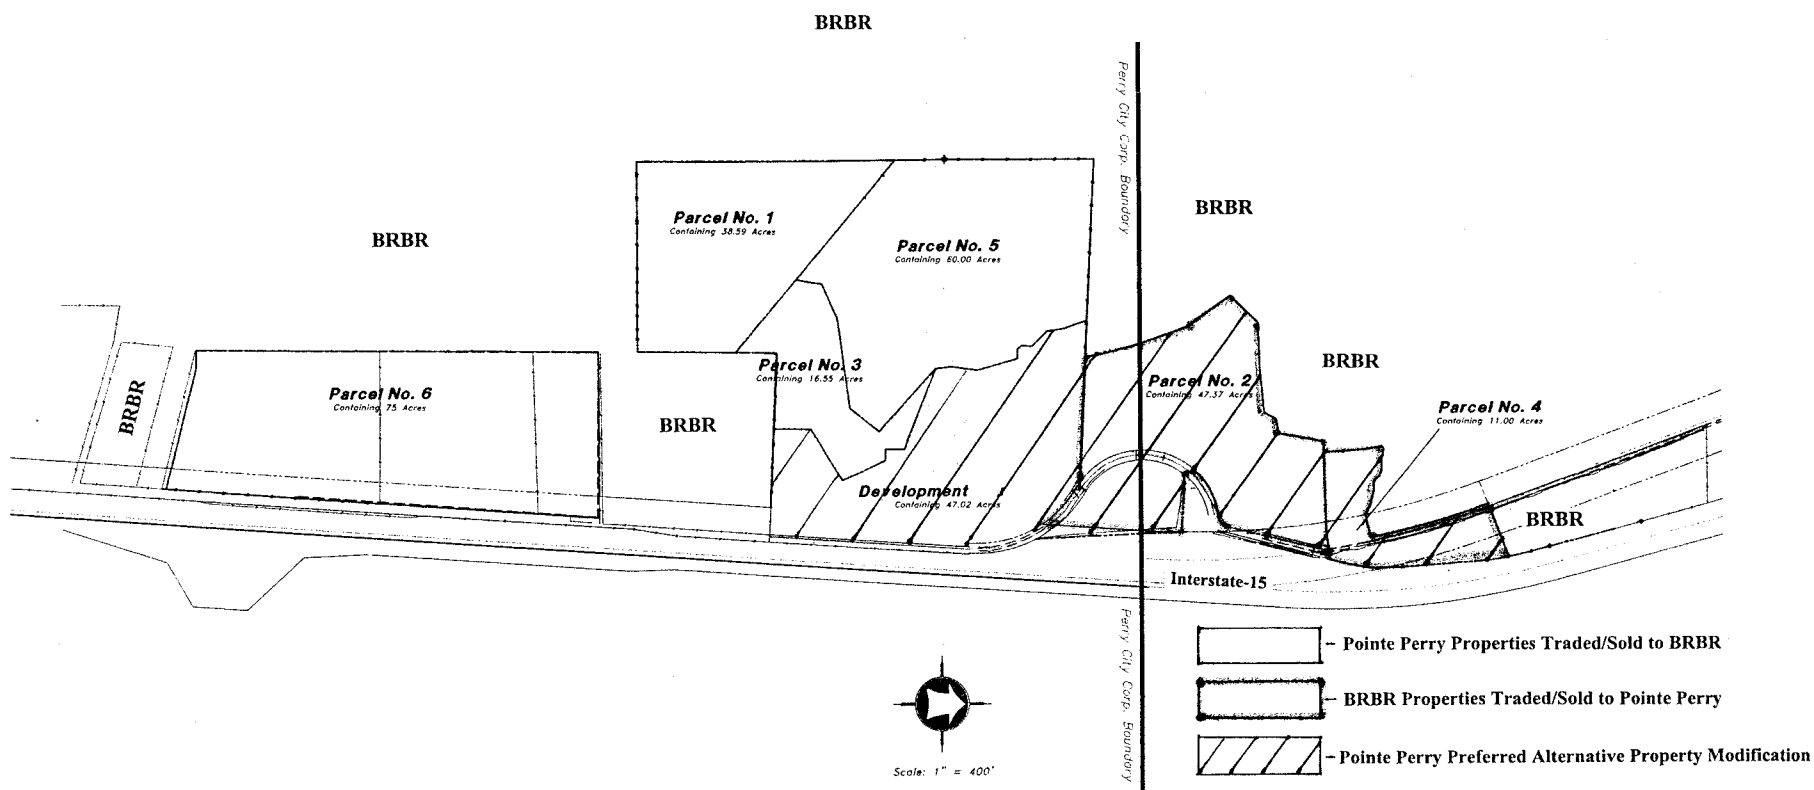 BRBR
Perry City Corp. Boundary
Parcel No. 1
Containing 38.59 Acres
BRBR
BRBR
Parcel No. 5
Containing 60.00 Acres
Parcel No. 3
Containing 16.55 Acres
BRBR
Parcel No. 2
Containing 47.37 Acres
Parcel No. 6
Containing 75 Acres
BRBR
Parcel No. 4
Containing 11.00 Acres
BRBR
Development
Containing 47.02 Acres
BRBR
Interstate-15
Perry City Corp. Boundary
Pointe Perry Properties Traded/Sold to BRBR
BRBR Properties Traded/Sold to Pointe Perry
Pointe Perry Preferred Alternative Property Modification
Scale: 1" = 400'